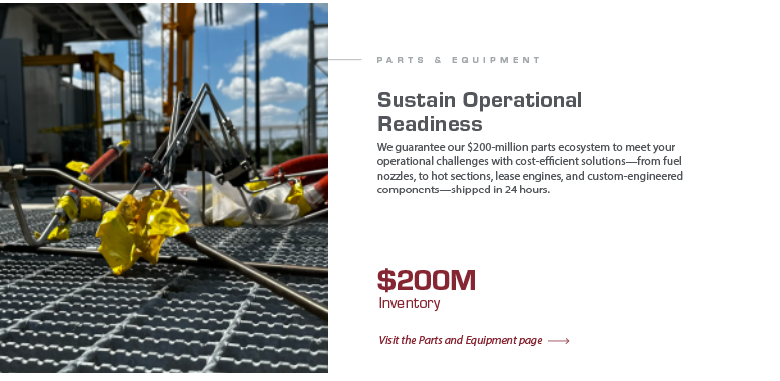 PARTS & EQUIPMENT
Sustain Operational
Readiness
We guarantee our $200-million parts ecosystem to meet your
operational challenges with cost-efficient solutions—from fuel
nozzles, to hot sections, lease engines, and custom-engineered
components—shipped in 24 hours.
$200M
Inventory
Visit the Parts and Equipment page